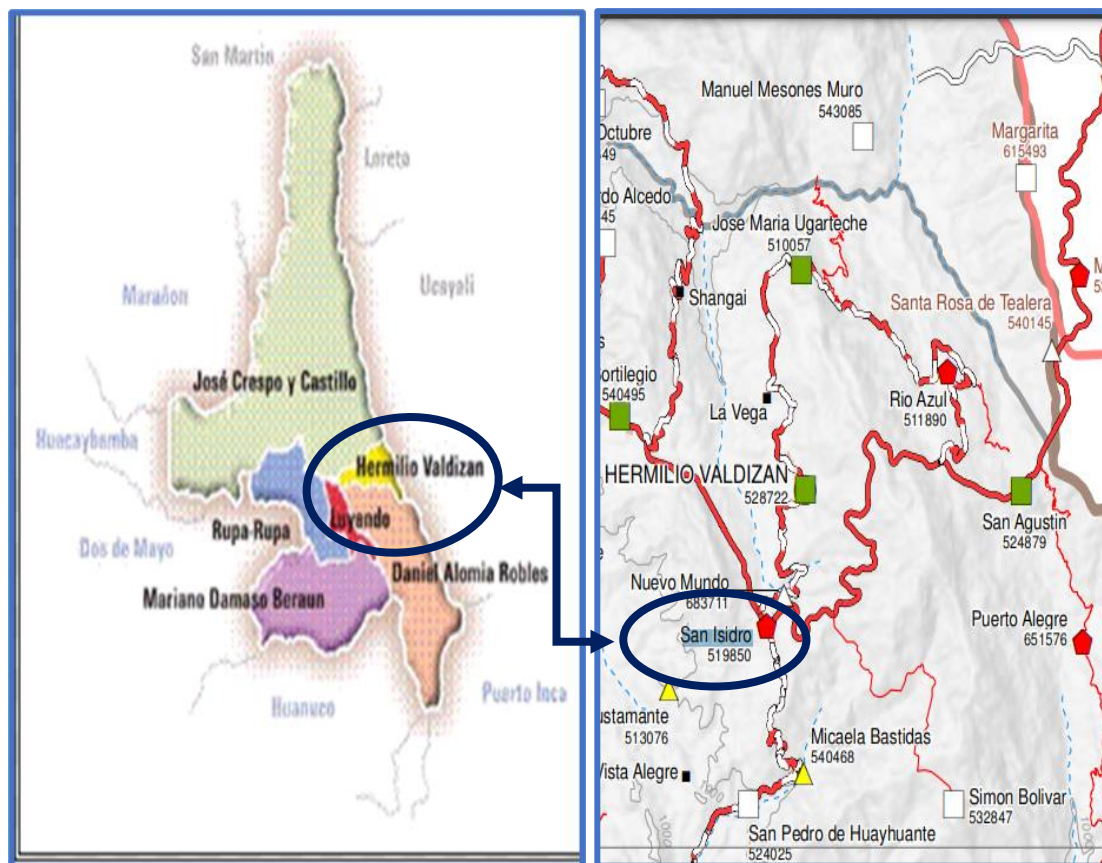 San Martin
Loreto
Ucayali
Marañon
José Crespo y Castillo
Huacaybamba
Hermilio Valdizan
Luyando
Rupa-Rupa
Dos de Mayo
Daniel Alomia Robles
Mariano Damaso Beraun
Puerto Inca
Huanuco
Manuel Mesones Muro
543085
Octubre
49
Margarita
615493
rdo Alcedo
45
Jose Maria Ugarteche
510057
Shangai
M
Santa Rosa de Tealera
540145
ortilegio
540495
La Vega
Rio Azul
511890
HERMILIO VALDIZAN
528722
San Agustin
524879
Nuevo Mundo
683711
San Isidro
519850
Puerto Alegre
651576
ustamante
513076
Micaela Bastidas
540468
Vista Alegre
1000
Simon Bolivar
532847
San Pedro de Huayhuante
524025